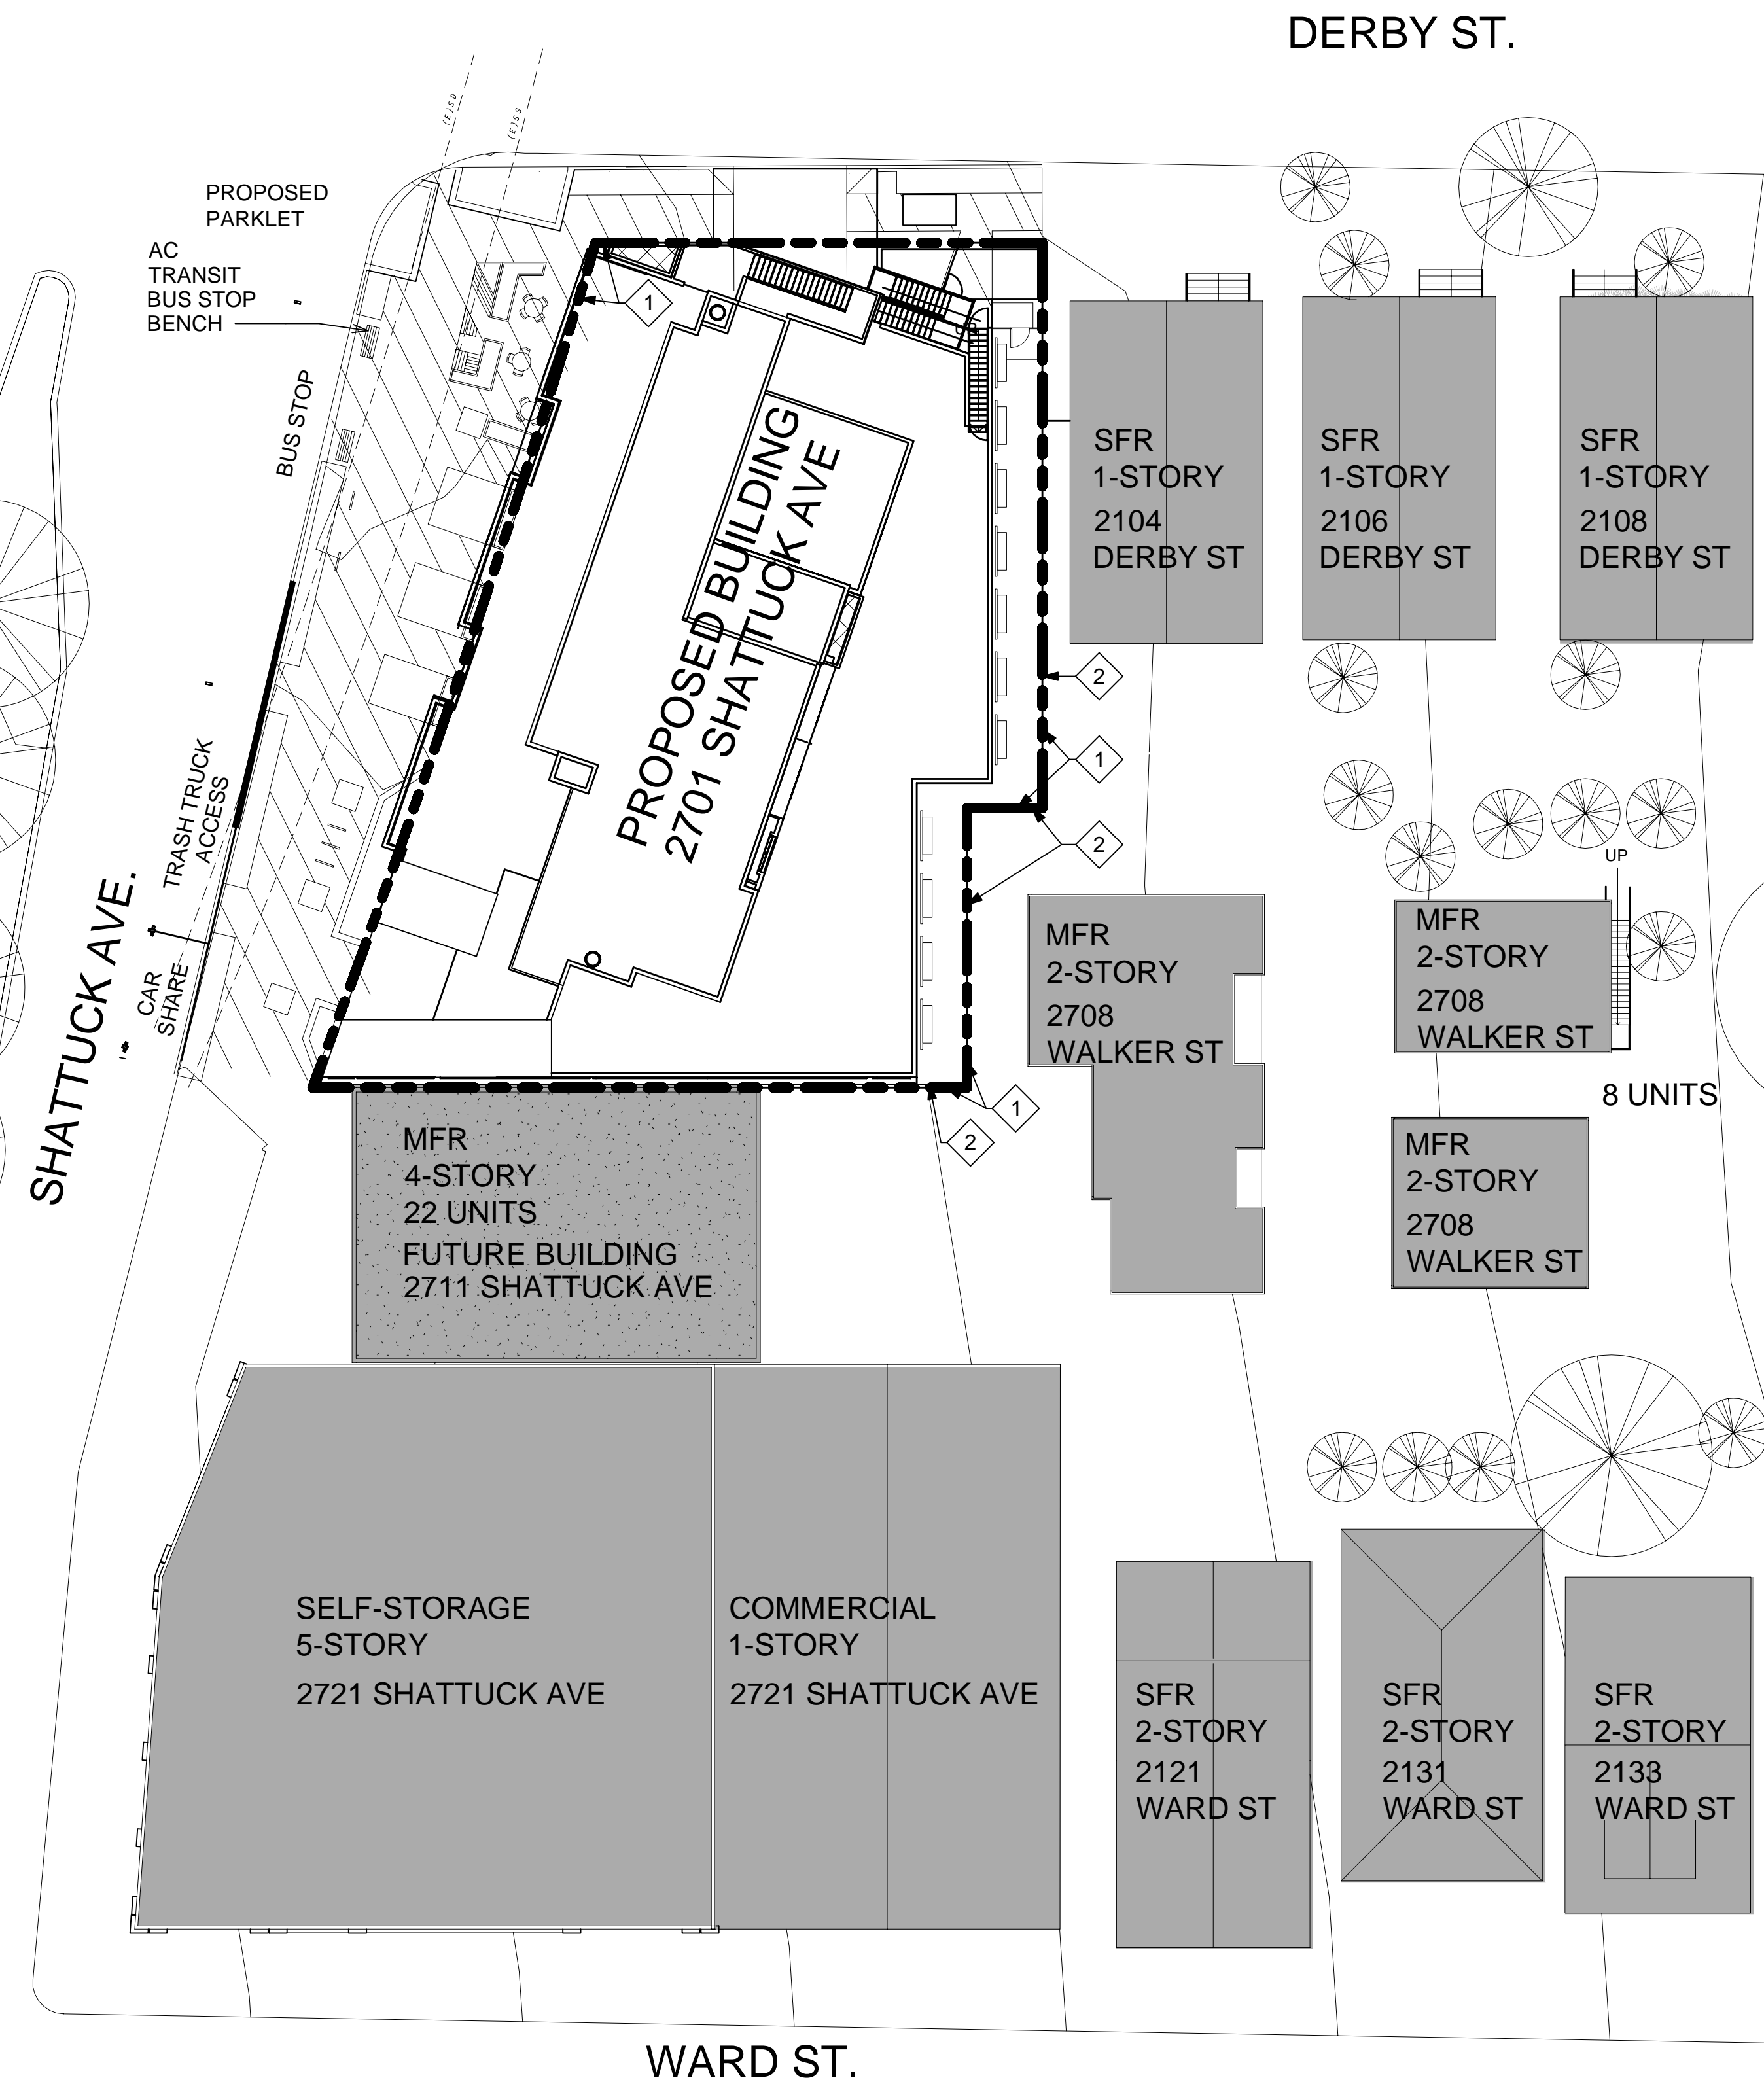 DERBY ST.
(E)SD
(E)SS
PROPOSED
PARKLET
AC
TRANSIT
BUS STOP
BENCH
1
BUS STOP
PROPOSED BUILDING
2701 SHATTUCK AVE
SFR
1-STORY
2104
DERBY ST
SFR
1-STORY
2106
DERBY ST
SFR
1-STORY
2108
DERBY ST
2
1
2
TRASH TRUCK
ACCESS
SHATTUCK AVE.
CAR
SHARE
UP
MFR
2-STORY
2708
WALKER ST
MFR
2-STORY
2708
WALKER ST
8 UNITS
1
2
MFR
4-STORY
22 UNITS
FUTURE BUILDING
2711 SHATTUCK AVE
MFR
2-STORY
2708
WALKER ST
SELF-STORAGE
5-STORY
2721 SHATTUCK AVE
COMMERCIAL
1-STORY
2721 SHATTUCK AVE
SFR
2-STORY
2121
WARD ST
SFR
2-STORY
2131
WARD ST
SFR
2-STORY
2133
WARD ST
WARD ST.